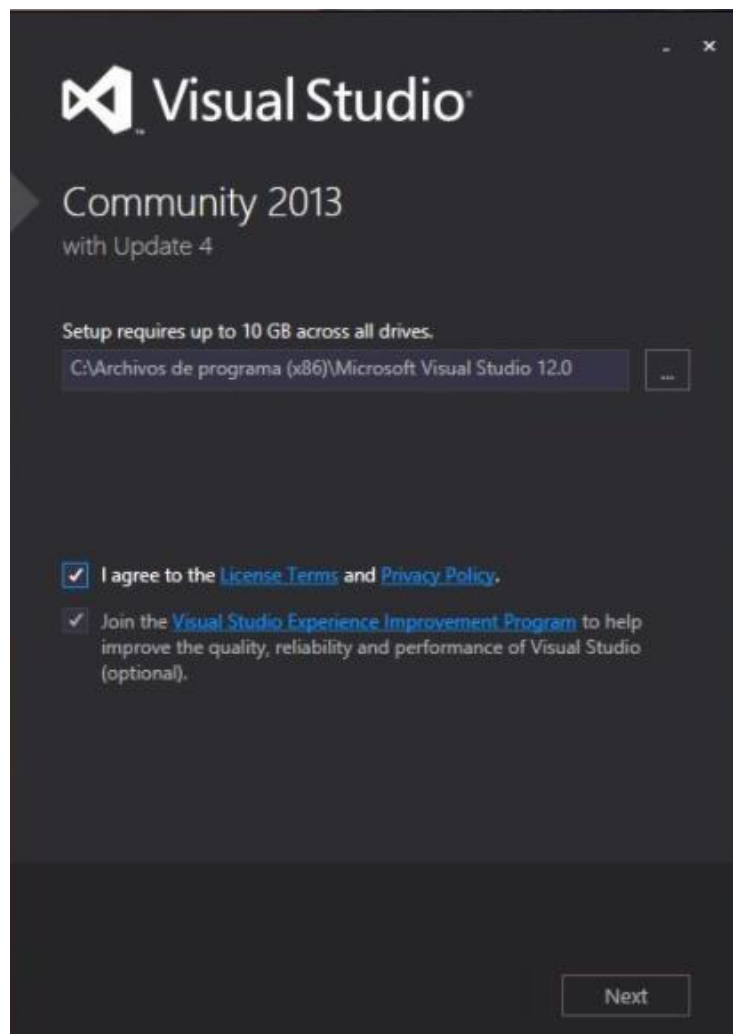 Visual Studio®
™
Community 2013
with Update 4
Setup requires up to 10 GB across all drives.
C:\Archivos de programa (x86)\Microsoft Visual Studio 12.0
...
I agree to the License Terms and Privacy Policy.
Join the Visual Studio Experience Improvement Program to help
improve the quality, reliability and performance of Visual Studio
(optional).
Next